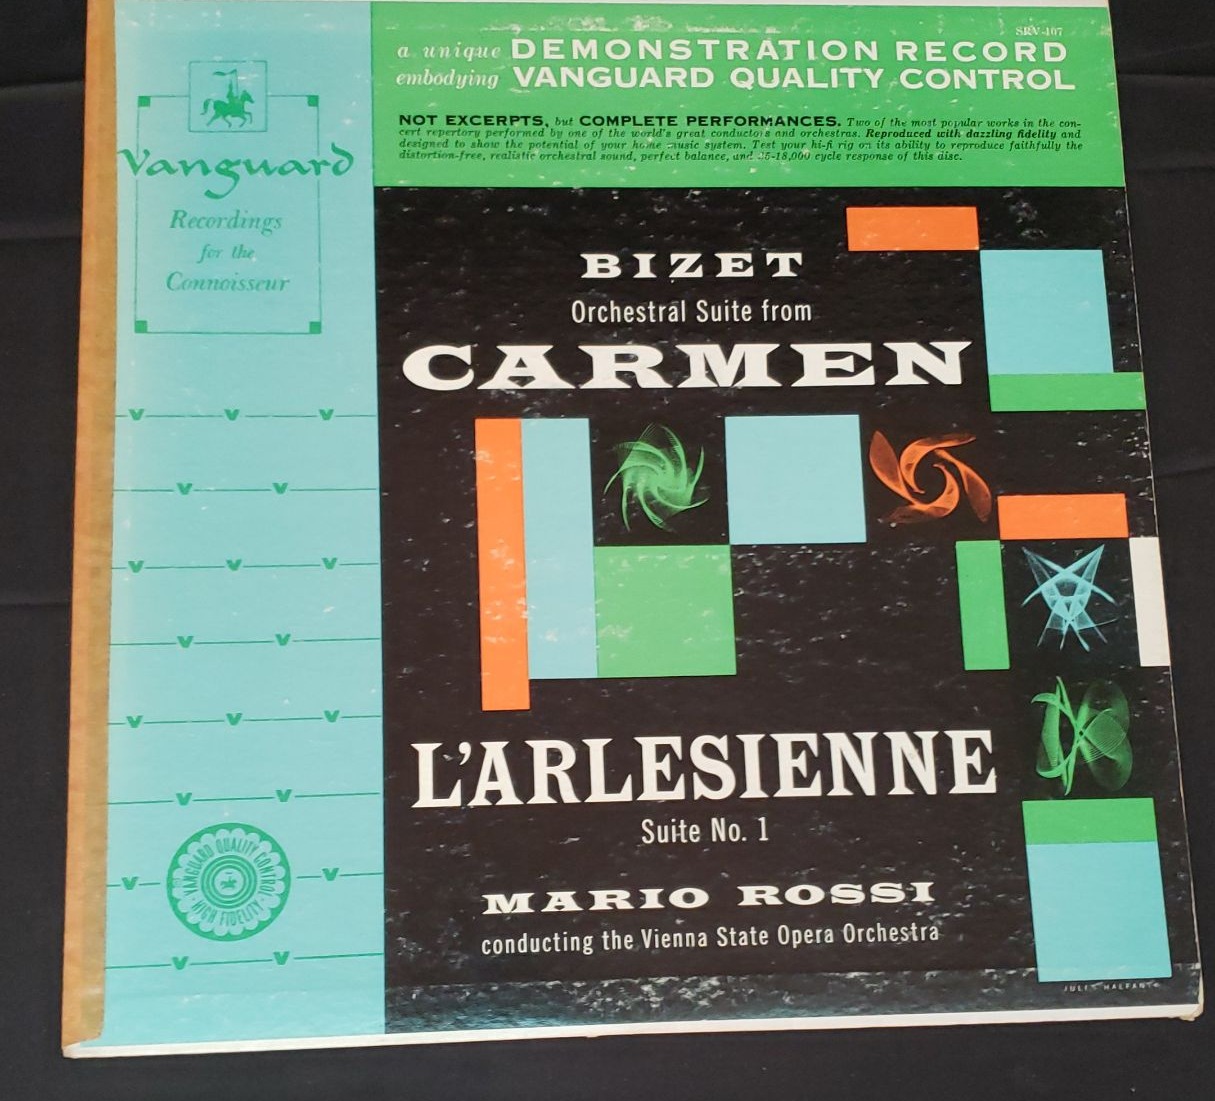 SRV-107
a unique DEMONSTRATION RECORD
embodying VANGUARD QUALITY CONTROL
NOT EXCERPTS, but COMPLETE PERFORMANCES. Two of the most popular works in the con-
cert repertory performed by one of the world's great conductors and orchestras. Reproduced with dazzling fidelity and
designed to show the potential of your home music system. Test your hi-fi rig on its ability to reproduce faithfully the
distortion-free, realistic orchestral sound, perfect balance, and cycle response of this disc.
Vanguard
Recordings
for the
Connoisseur
BIZET
Orchestral Suite from
CARMEN
L'ARLESIENNE
Suite No. 1
MARIO ROSSI
conducting the Vienna State Opera Orchestra
VANGUARD QUALITY CONTROL
HIGH FIDELITY